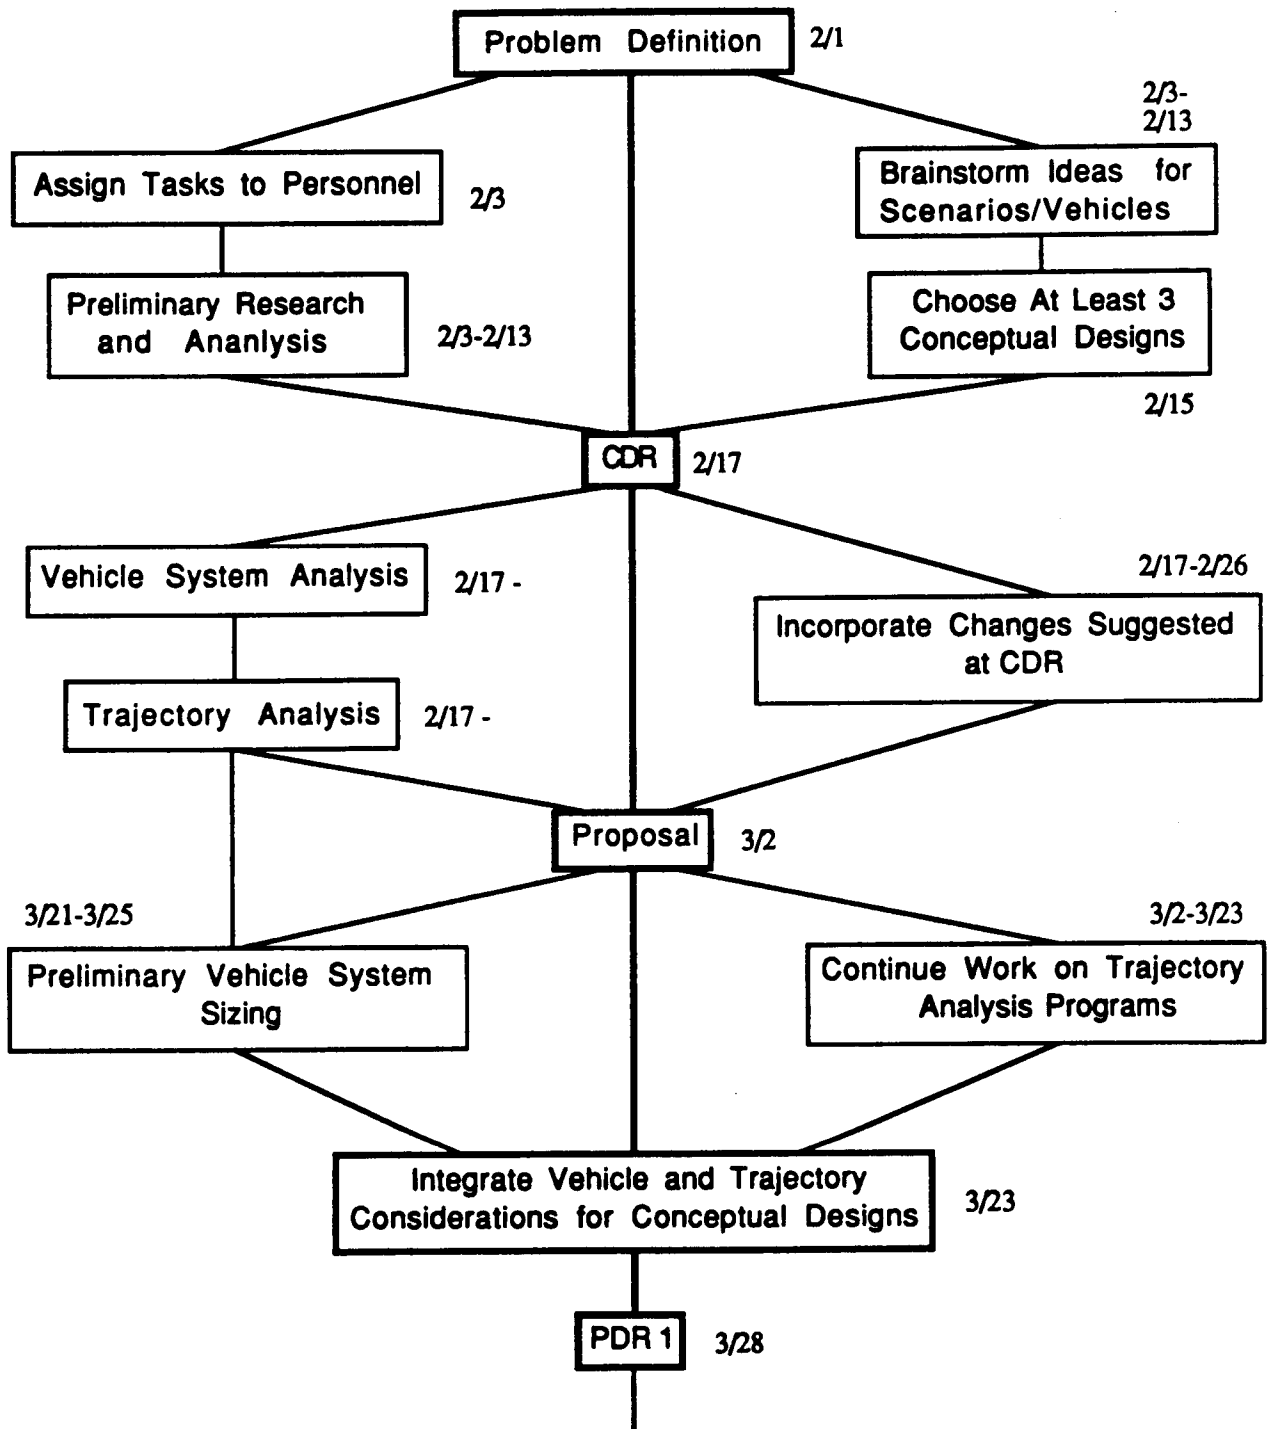 Problem Definition
2/1
2/3-
2/13
Assign Tasks to Personnel
2/3
Brainstorm Ideas for
Scenarios/Vehicles
Preliminary Research
and Ananlysis
2/3-2/13
Choose At Least 3
Conceptual Designs
2/15
CDR
2/17
Vehicle System Analysis
2/17 -
2/17-2/26
Incorporate Changes Suggested
at CDR
Trajectory Analysis
2/17 -
Proposal
3/2
3/21-3/25
Preliminary Vehicle System
Sizing
3/2-3/23
Continue Work on Trajectory
Analysis Programs
Integrate Vehicle and Trajectory
Considerations for Conceptual Designs
3/23
PDR 1
3/28